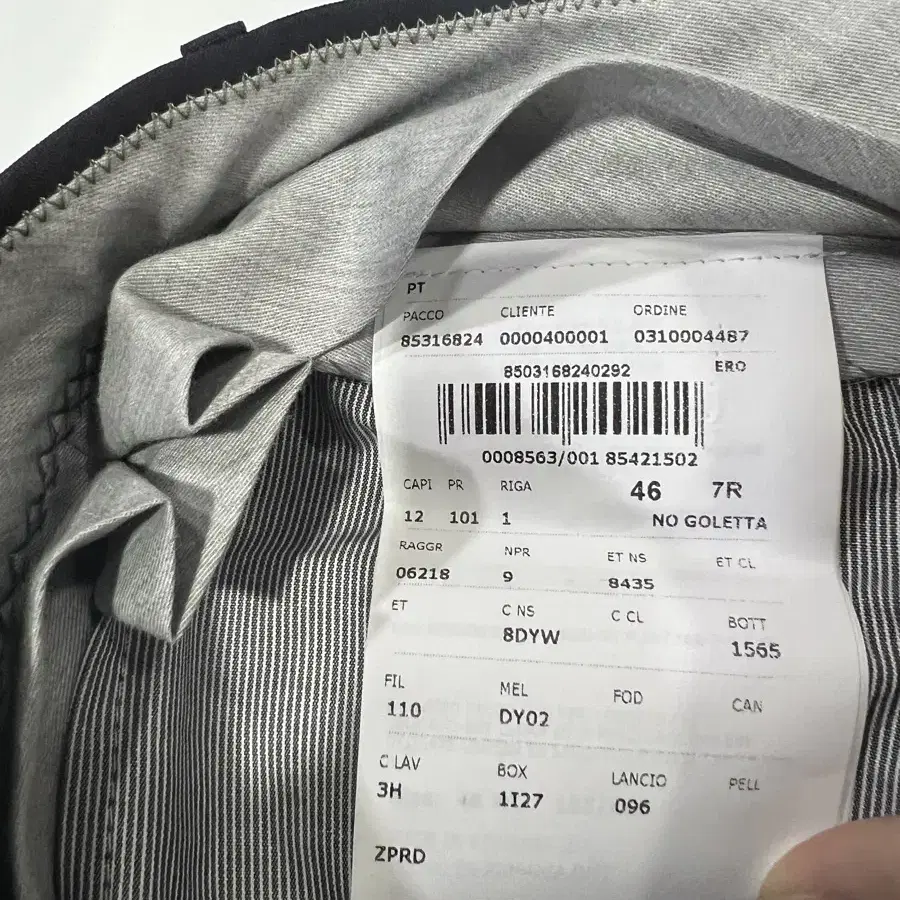 PT
PACCO CLIENTE ORDINE
85316824 0000400001 0310004487
8503168240292 ERO
0008563/001 85421502
CAPI PR RIGA 46 7R
12 101 1 NO GOLETTA
RAGGR NPR ET NS ET CL
06218 9 8435
ET C NS C CL BOTT
8DYW 1565
FIL MEL FOD CAN
110 DY02
C LAV BOX LANCIO PELL
3H 1I27 096
ZPRD